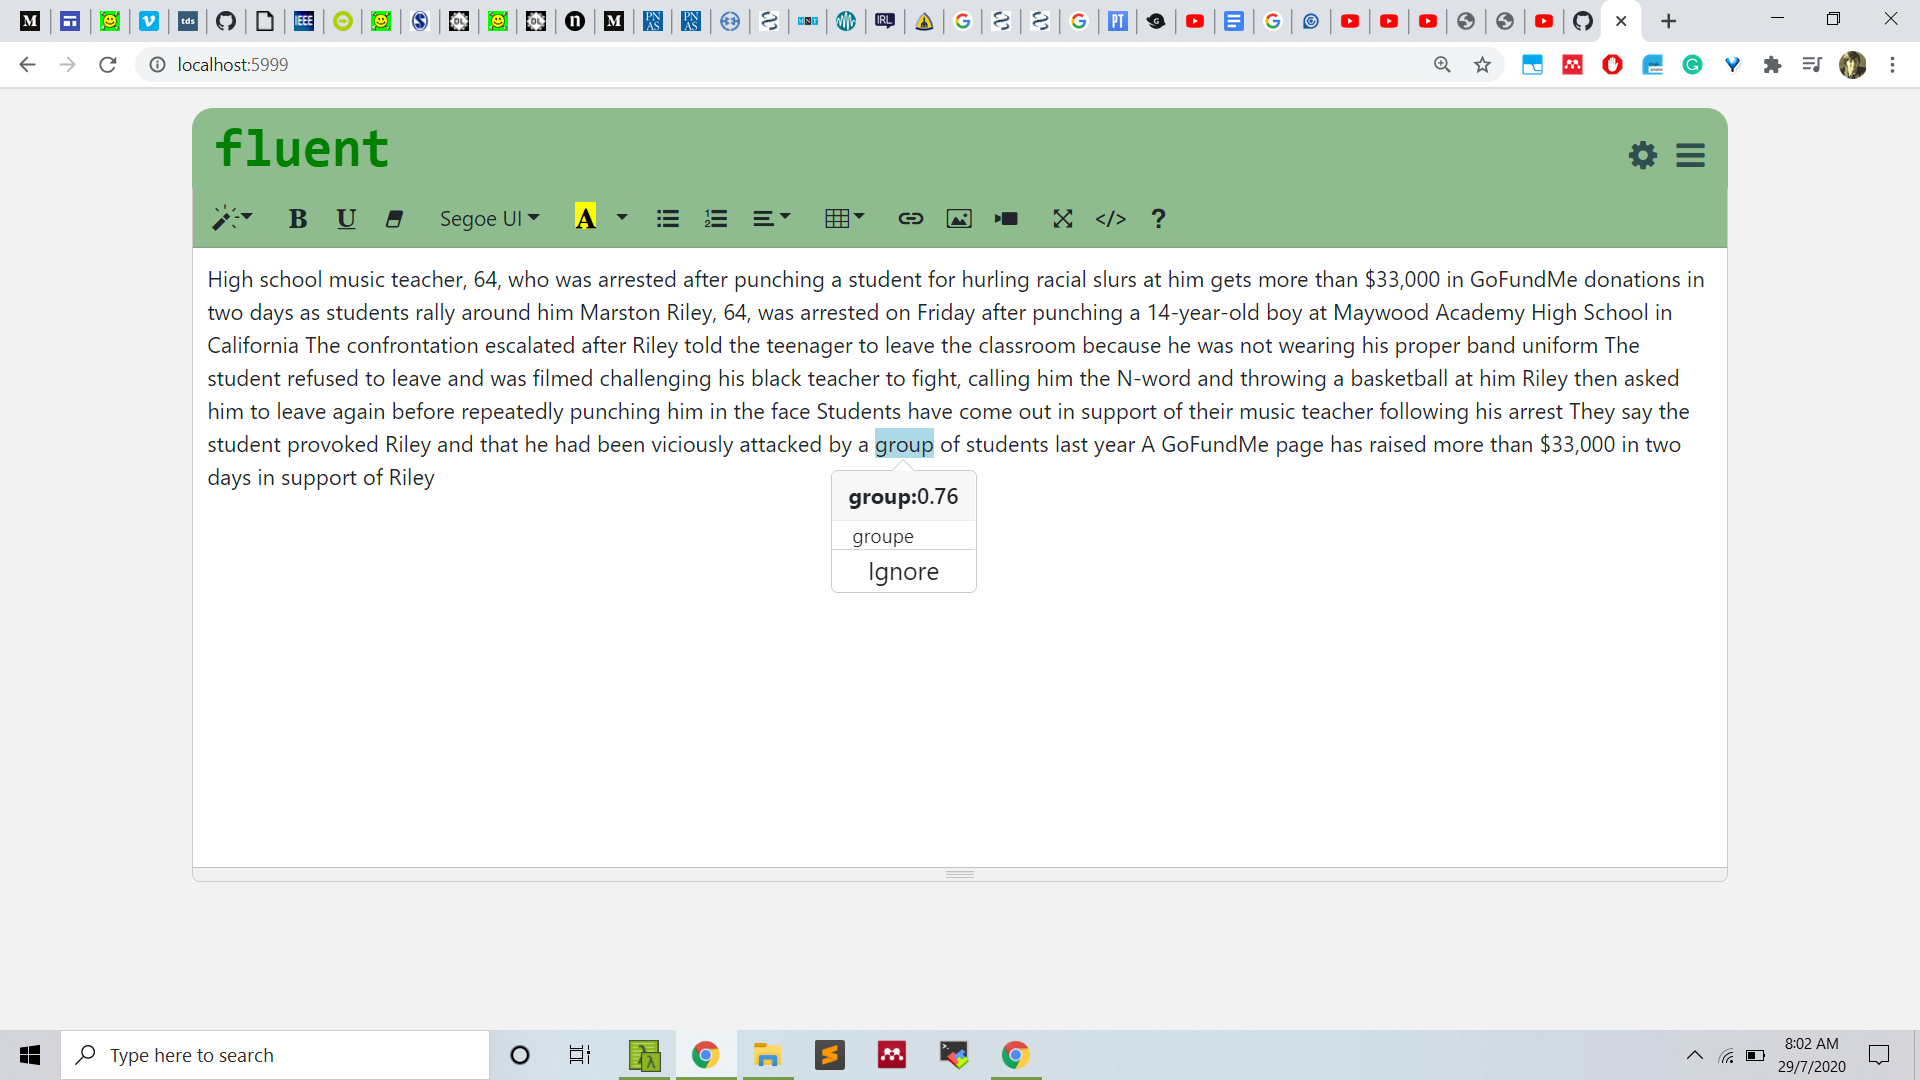 tds
IEEE
PN
AS
PN
AS
MNT
IRL
PT
localhost:5999
fluent
B U Segoe UI A </> ?
High school music teacher, 64, who was arrested after punching a student for hurling racial slurs at him gets more than $33,000 in GoFundMe donations in
two days as students rally around him Marston Riley, 64, was arrested on Friday after punching a 14-year-old boy at Maywood Academy High School in
California The confrontation escalated after Riley told the teenager to leave the classroom because he was not wearing his proper band uniform The
student refused to leave and was filmed challenging his black teacher to fight, calling him the N-word and throwing a basketball at him Riley then asked
him to leave again before repeatedly punching him in the face Students have come out in support of their music teacher following his arrest They say the
student provoked Riley and that he had been viciously attacked by a group of students last year A GoFundMe page has raised more than $33,000 in two
days in support of Riley
group:0.76
groupe
Ignore
Type here to search
8:02 AM
29/7/2020